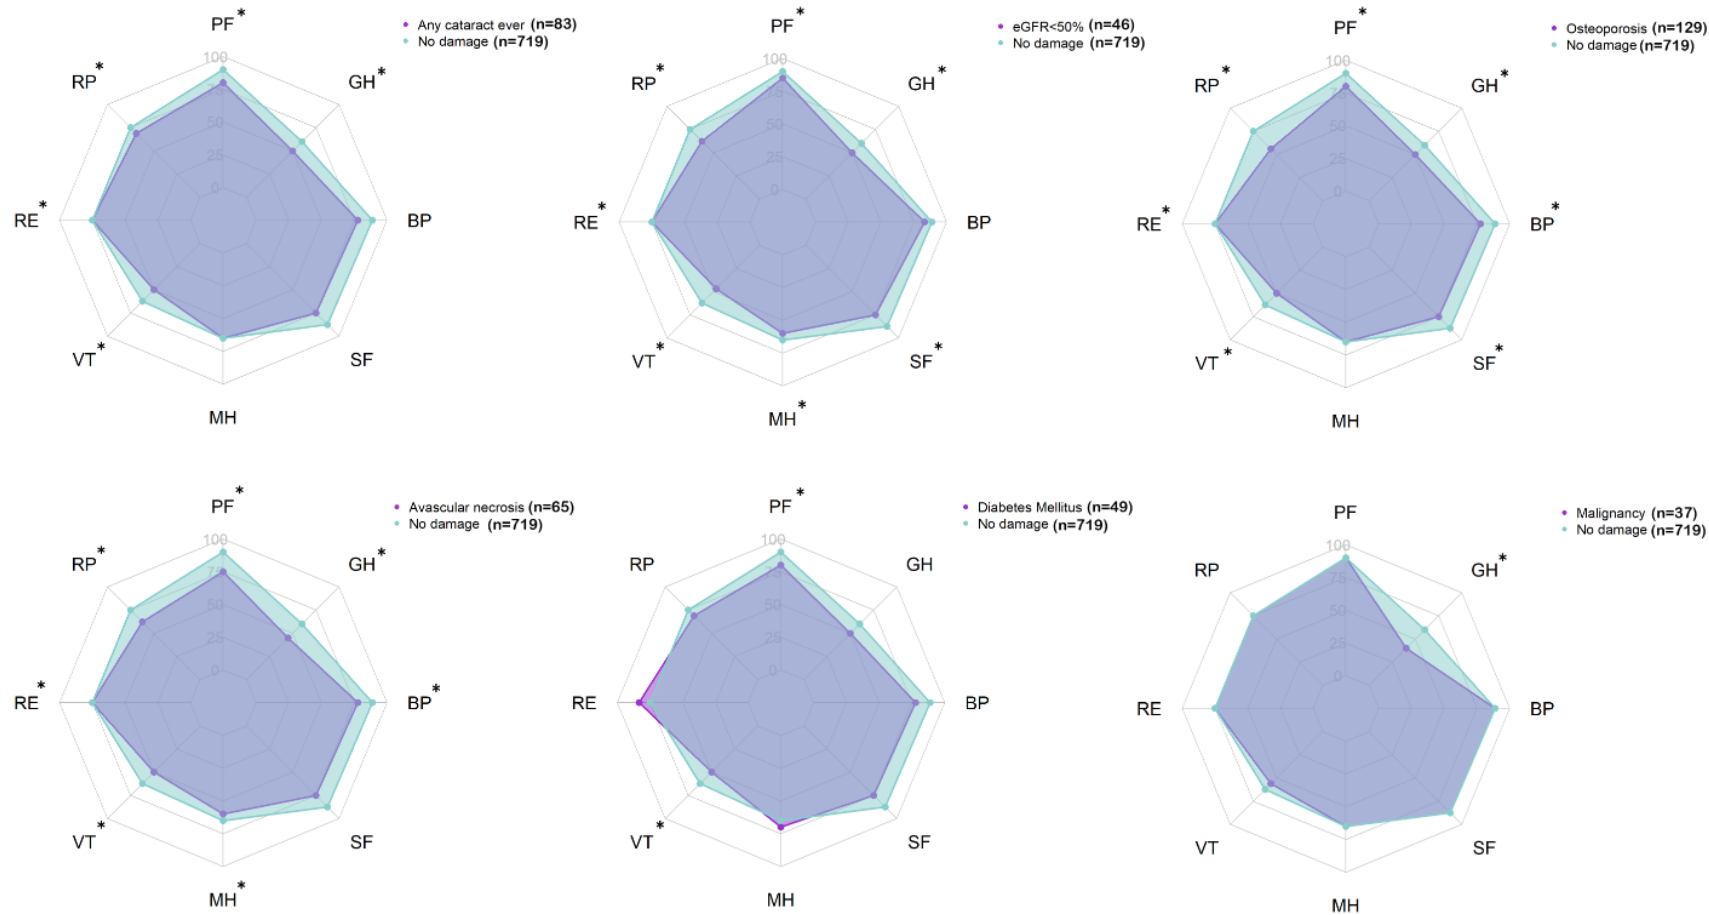 PF*
Any cataract ever (n=83)
No damage (n=719)
RP*
GH*
100
75
50
25
0
RE*
BP
VT*
SF
MH
PF*
eGFR<50% (n=46)
No damage (n=719)
RP*
GH*
100
75
50
25
0
RE*
BP
VT*
SF*
MH*
PF*
Osteoporosis (n=129)
No damage (n=719)
RP*
GH*
100
75
50
25
0
RE*
BP*
VT*
SF*
MH
PF*
Avascular necrosis (n=65)
No damage (n=719)
RP*
GH*
100
75
50
25
0
RE*
BP*
VT*
SF
MH*
PF*
Diabetes Mellitus (n=49)
No damage (n=719)
RP
GH
100
75
50
25
0
RE
BP
VT*
SF
MH
PF
Malignancy (n=37)
No damage (n=719)
RP
GH*
100
75
50
25
0
RE
BP
VT
SF
MH